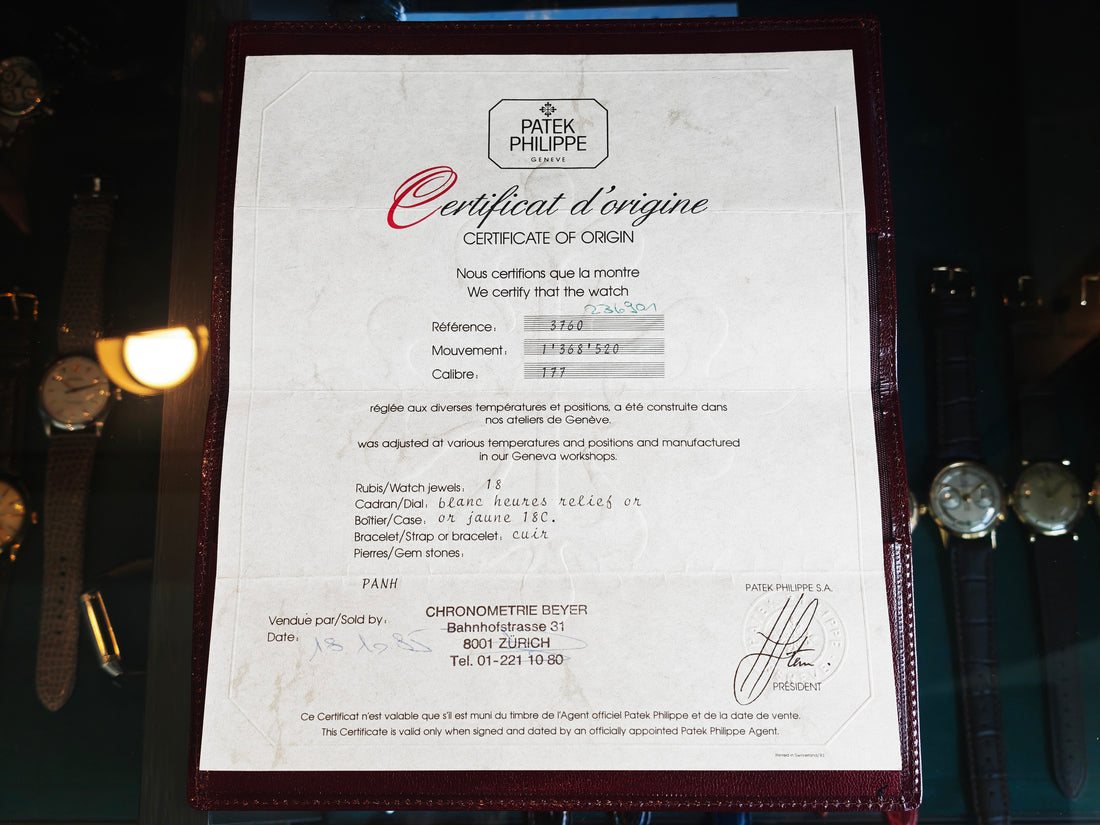 PATEK
PHILIPPE
GENEVE
Certificat d'origine
CERTIFICATE OF ORIGIN
Nous certifions que la montre
We certify that the watch
236901
Référence: 3760
Mouvement: 1'368'520
Calibre: 177
réglée aux diverses températures et positions, a été construite dans
nos ateliers de Genève.
was adjusted at various temperatures and positions and manufactured
in our Geneva workshops.
Rubis/Watch jewels: 18
Cadran/Dial: blanc heures relief or
Boîtier/Case: or jaune 18C.
Bracelet/Strap or bracelet: cuir
Pierres/Gem stones:
PANH
Vendue par/Sold by:
Date: 18.10.85
CHRONOMETRIE BEYER
Bahnhofstrasse 31
8001 ZÜRICH
Tel. 01-221 10 80
PATEK PHILIPPE S.A.
PRÉSIDENT
Ce Certificat n'est valable que s'il est muni du timbre de l'Agent officiel Patek Philippe et de la date de vente.
This Certificate is valid only when signed and dated by an officially appointed Patek Philippe Agent.